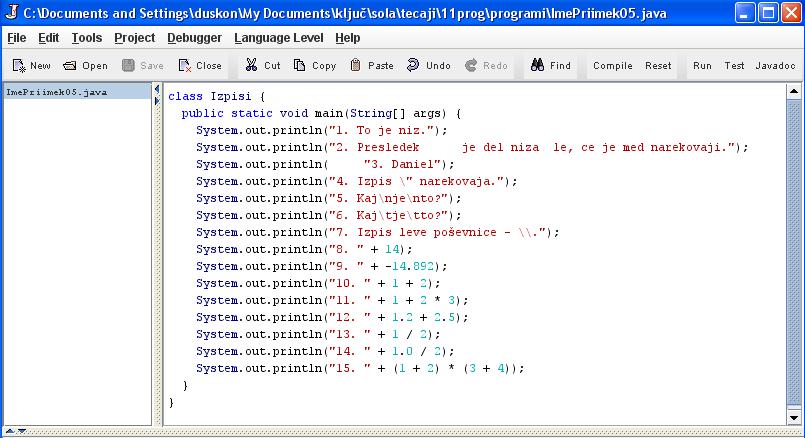 C:\Documents and Settings\duskon\My Documents\ključ\sola\tecaji\11prog\programi\ImePriimek05.java
File Edit Tools Project Debugger Language Level Help
New Open Save Close Cut Copy Paste Undo Redo Find Compile Reset Run Test Javadoc
ImePriimek05.java
class Izpisi {
  public static void main(String[] args) {
    System.out.println("1. To je niz.");
    System.out.println("2. Presledek      je del niza  le, ce je med narekovaji.");
    System.out.println(     "3. Daniel");
    System.out.println("4. Izpis \" narekovaja.");
    System.out.println("5. Kaj\nje\nto?");
    System.out.println("6. Kaj\tje\tto?");
    System.out.println("7. Izpis leve poševnice - \\.");
    System.out.println("8. " + 14);
    System.out.println("9. " + -14.892);
    System.out.println("10. " + 1 + 2);
    System.out.println("11. " + 1 + 2 * 3);
    System.out.println("12. " + 1.2 + 2.5);
    System.out.println("13. " + 1 / 2);
    System.out.println("14. " + 1.0 / 2);
    System.out.println("15. " + (1 + 2) * (3 + 4));
  }
}